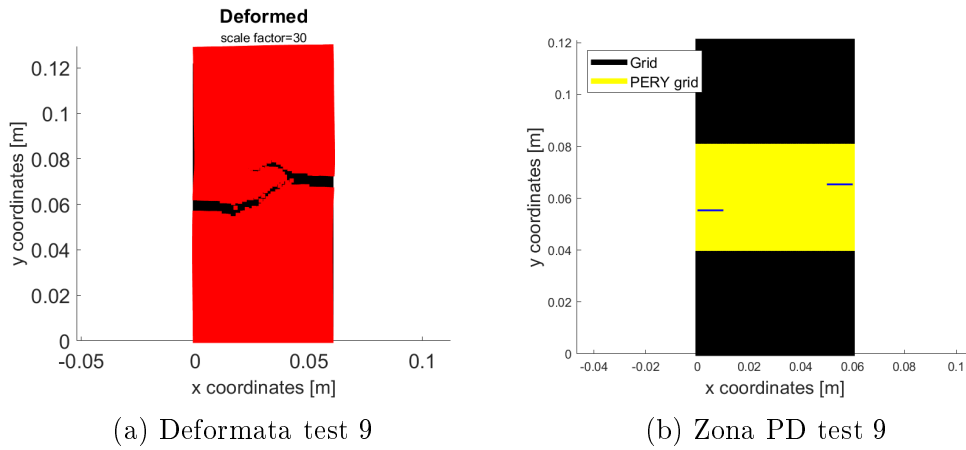 Deformed
scale factor=30
0.12
0.1
0.08
0.06
0.04
0.02
0
y coordinates [m]
-0.05
0
0.05
0.1
x coordinates [m]
(a) Deformata test 9
Grid
PERY grid
0.12
0.1
0.08
0.06
0.04
0.02
0
y coordinates [m]
-0.04
-0.02
0
0.02
0.04
0.06
0.08
0.1
x coordinates [m]
(b) Zona PD test 9